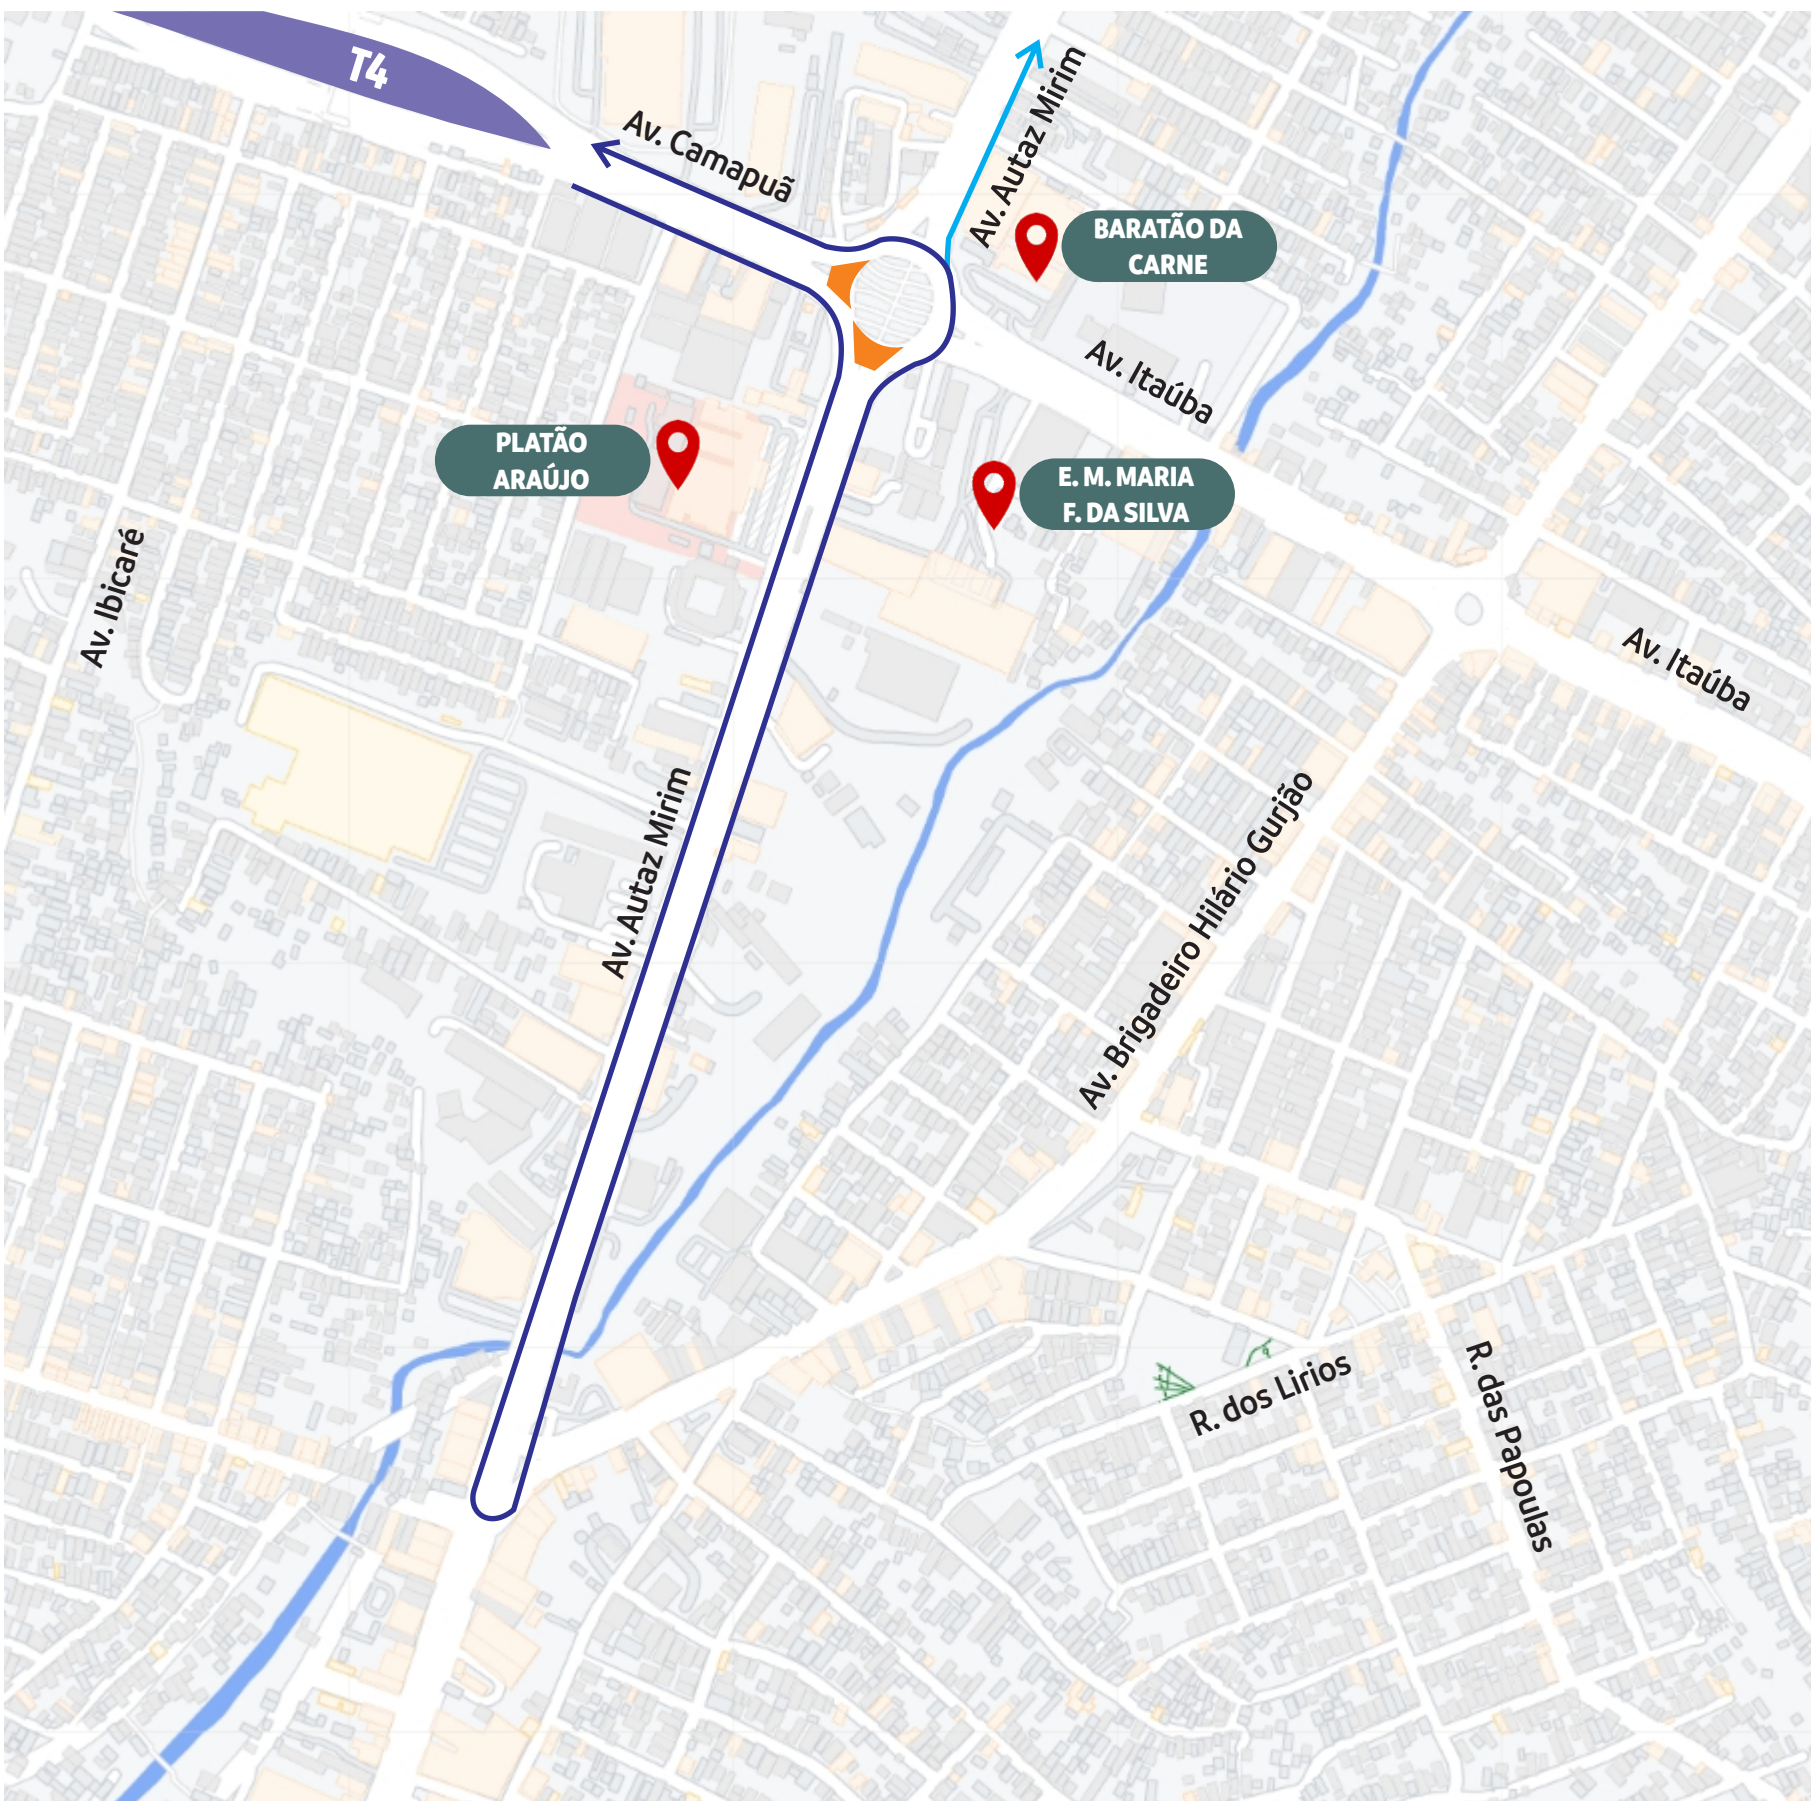 T4
Av. Camapuã
Av. Autaz Mirim
BARATÃO DA
CARNE
Av. Itaúba
PLATÃO
ARAÚJO
E. M. MARIA
F. DA SILVA
Av. Ibicaré
Av. Itaúba
Av. Autaz Mirim
Av. Brigadeiro Hilário Gurjão
R. dos Lirios
R. das Papoulas